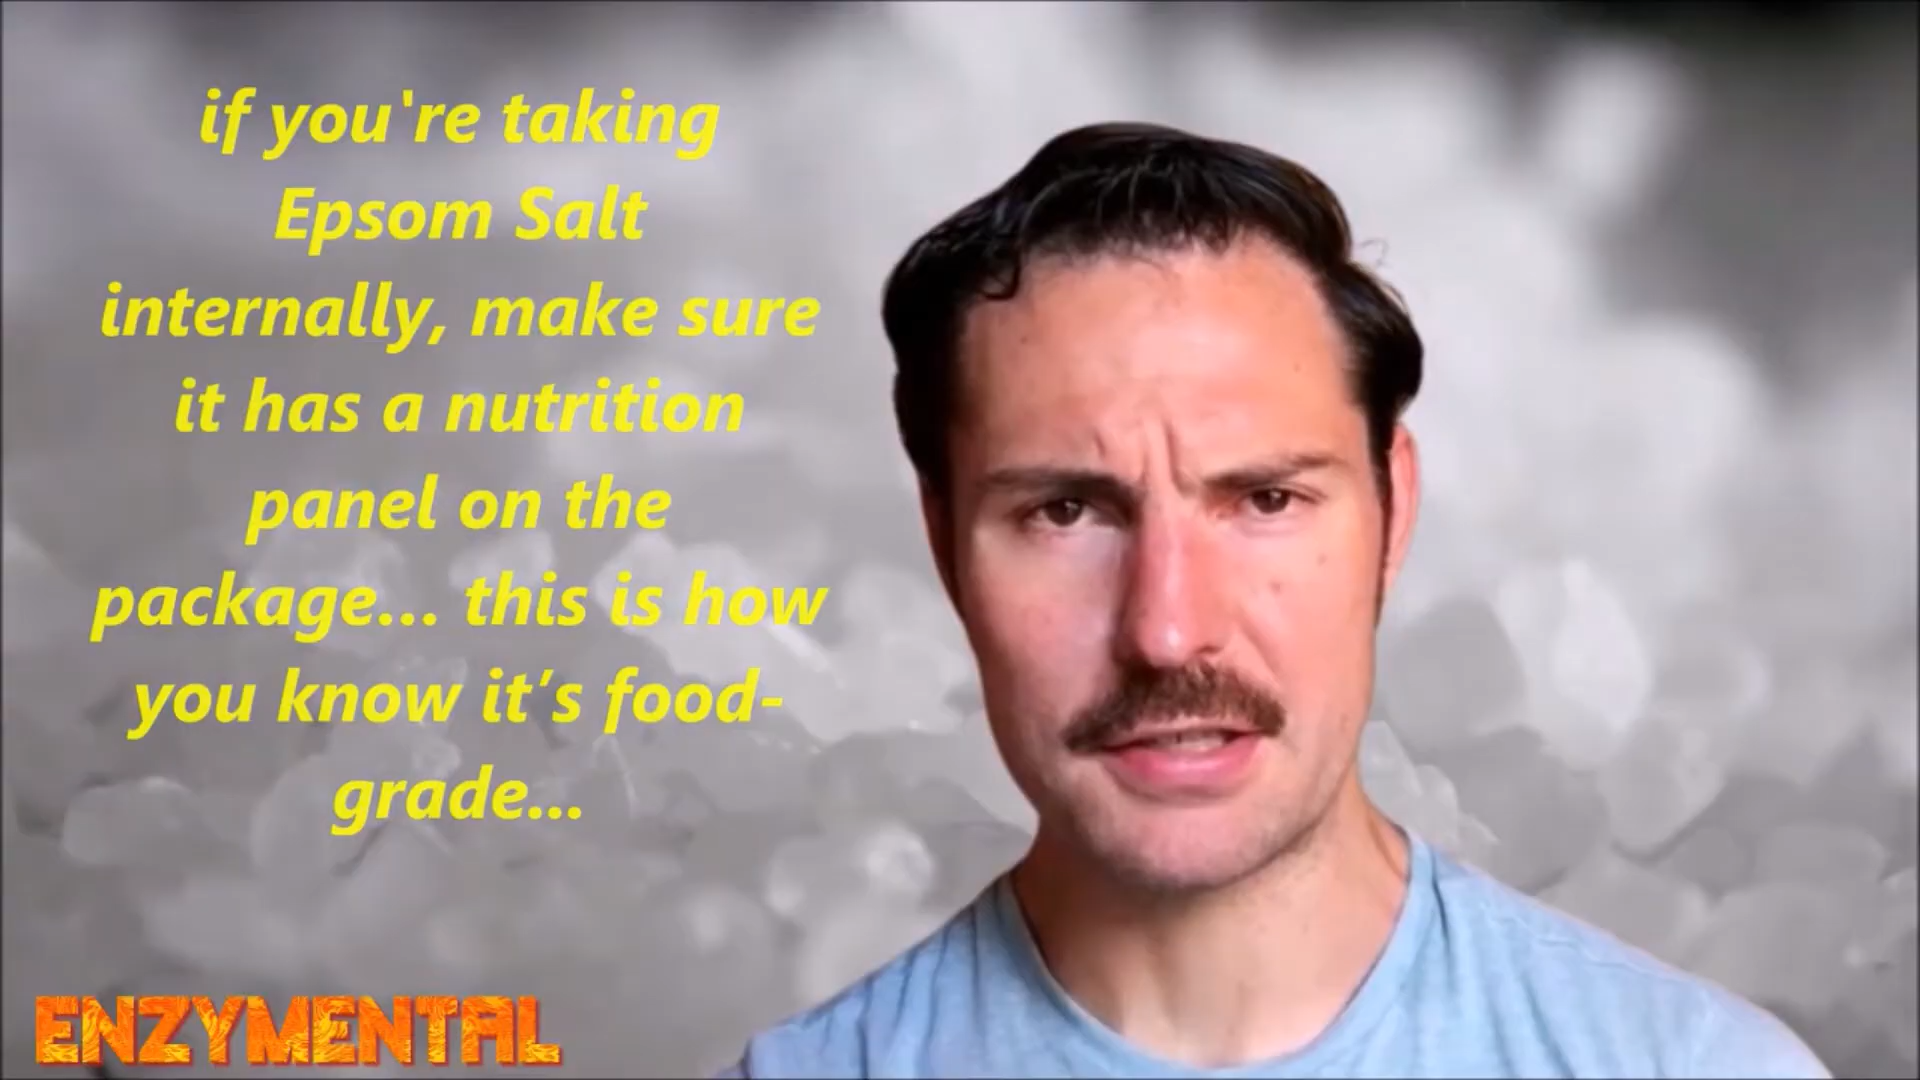 if you're taking
Epsom Salt
internally, make sure
it has a nutrition
panel on the
package... this is how
you know it’s food-
grade...
ENZYMENTAL